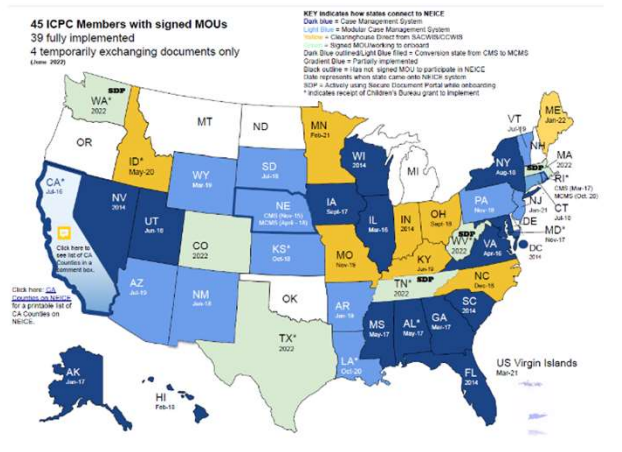 45 ICPC Members with signed MOUs
39 fully implemented
4 temporarily exchanging documents only
(June 2022)
KEY indicates how states connect to NEICE
Dark blue = Case Management System
Light Blue = Modular Case Management System
Yellow = Clearinghouse Direct from SACWIS/CCWIS
Green = Signed MOU/working to onboard
Dark Blue outlined/Light Blue filled = Conversion state from CMS to MCMS
Gradient Blue = Partially implemented
Black outline = Has not signed MOU to participate in NEICE
Date represents when state came onto NEICE system
SDP = Actively using Secure Document Portal while onboarding
* indicates receipt of Children's Bureau grant to implement
SDP
WA*
2022
OR
ID*
May-20
MT
ND
MN
Feb-21
WI
2014
MI
VT
Jul-19
NH
ME
Jan-22
SDP
MA
2022
RI*
CMS (Mar-17)
MCMS (Oct. 20)
CT
Jul-18
NY
Aug-18
NJ
Jun-21
PA
Nov-18
DE
MD*
Nov-17
DC
2014
CA*
Jul-18
Click here to
see list of CA
Counties in a
comment box.
Click here: CA
Counties on NEICE
for a printable list of
CA Counties on
NEICE.
NV
2014
UT
Jun-18
WY
Mar-19
SD
Jul-18
NE
CMS (Nov-15)
MCMS (April - 18)
IA
Sept-17
IL
Mar-16
IN
2014
OH
Sept-19
SDP
WV*
2022
VA
Apr-16
CO
2022
KS*
Oct-18
MO
Nov-19
KY
Jun-19
NC
Dec-18
AZ
Jul-19
NM
Jun-18
OK
AR
Jan-19
TN*
SDP
2022
SC
2014
TX*
2022
LA*
Oct-20
MS
May-17
AL*
May-17
GA
Mar-17
FL
2014
AK
Jan-17
HI
Feb-18
US Virgin Islands
Mar-21